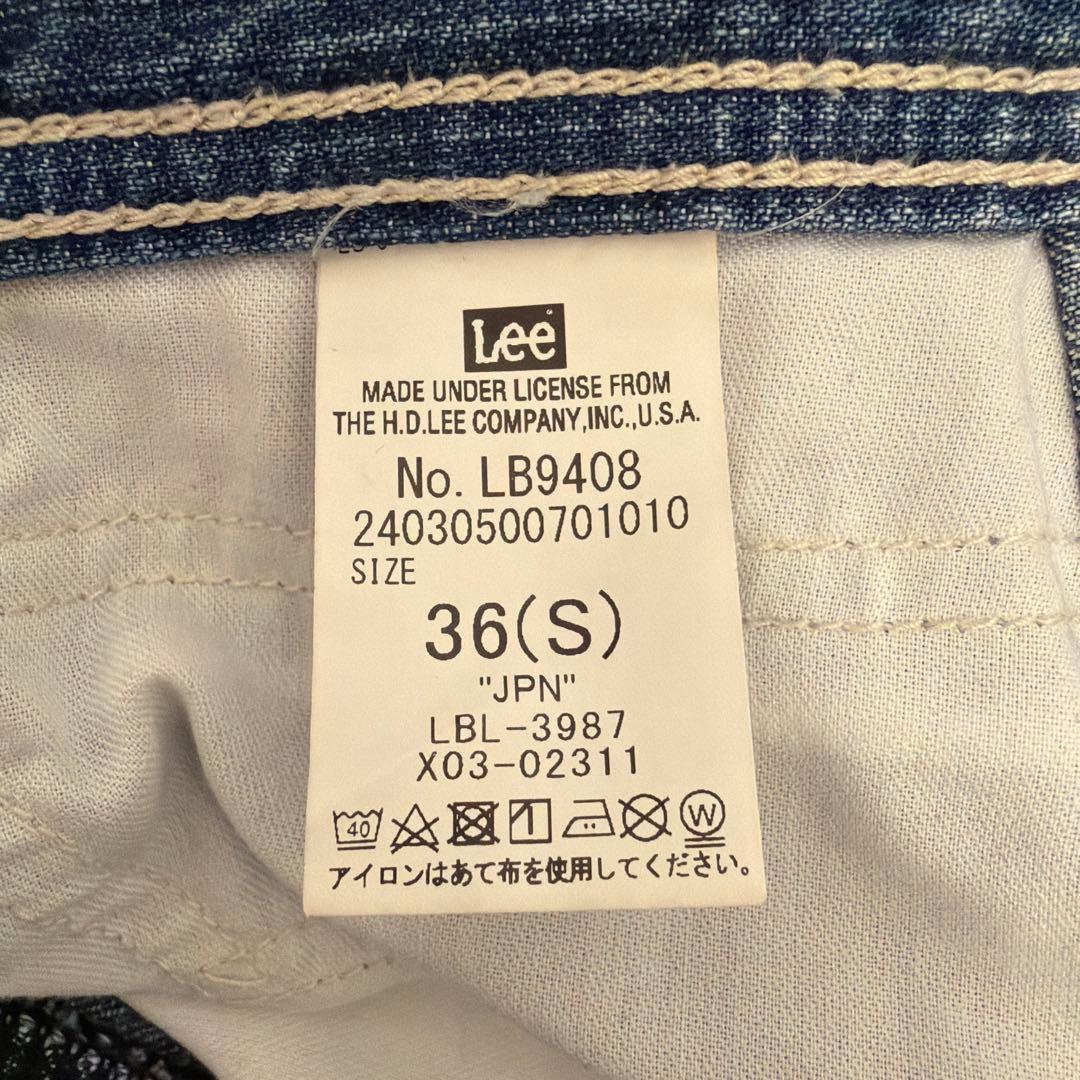 Lee
MADE UNDER LICENSE FROM
THE H.D.LEE COMPANY,INC.,U.S.A.
No. LB9408
24030500701010
SIZE
36(S)
"JPN"
LBL-3987
X03-02311
40 W
アイロンはあて布を使用してください。